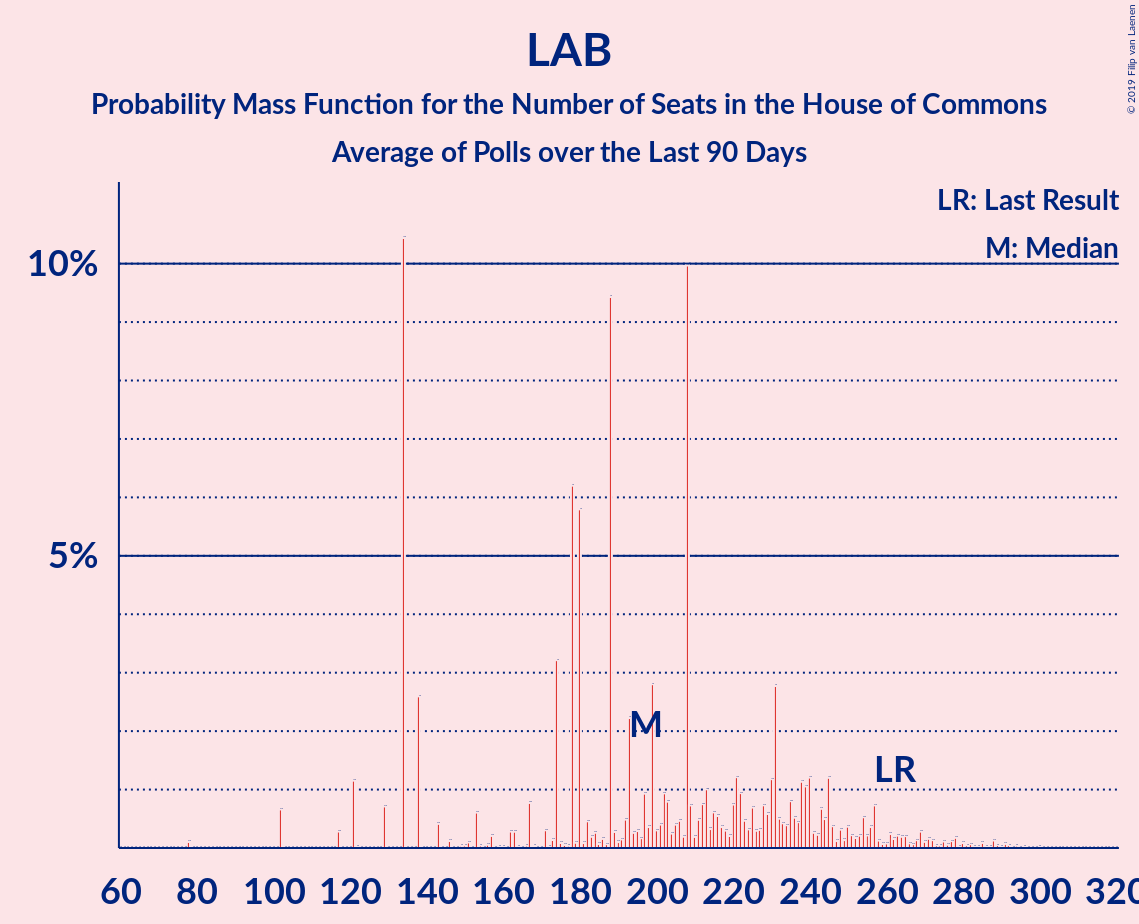 LAB
Probability Mass Function for the Number of Seats in the House of Commons
Average of Polls over the Last 90 Days
© 2019 Filip van Laenen
LR: Last Result
M: Median
10%
5%
M
LR
60 80 100 120 140 160 180 200 220 240 260 280 300 320